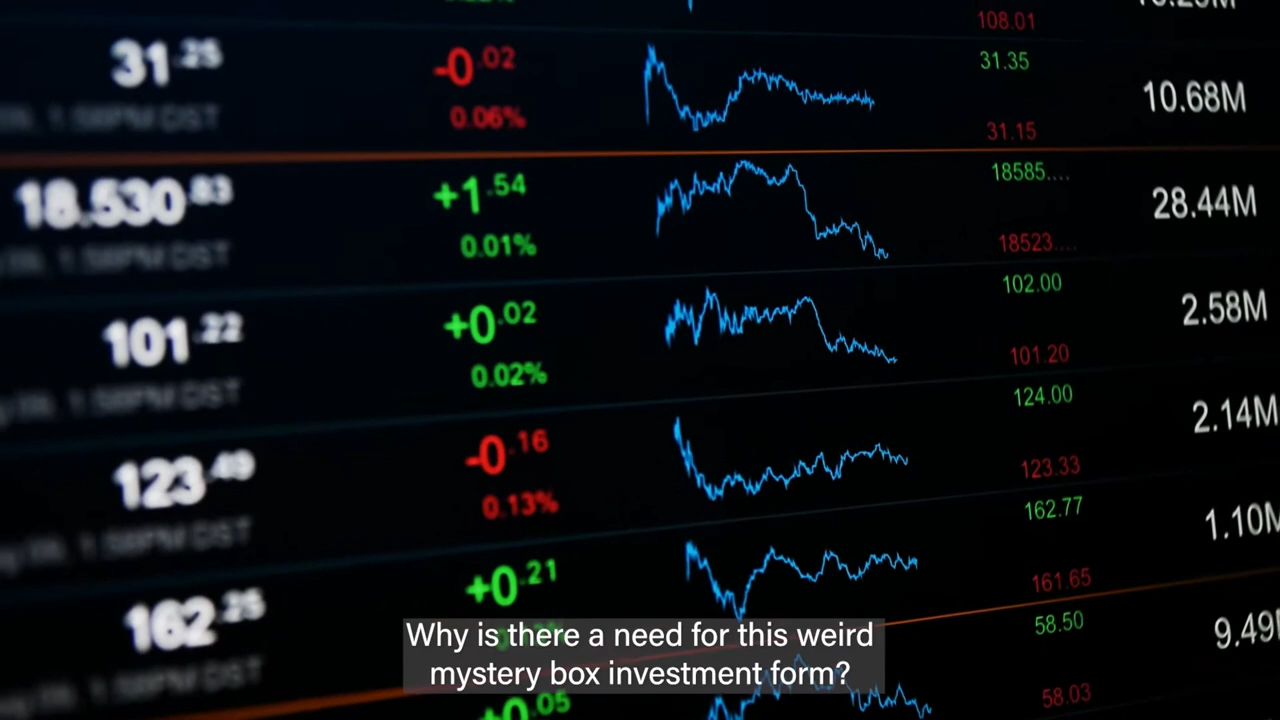 108.01
31.25 -0.02 31.35 10.68M
0.06% 31.15
18.530.83 +1.54 18585.... 28.44M
0.01% 18523....
101.22 +0.02 102.00 2.58M
0.02% 101.20
123.49 -0.16 124.00 2.14M
0.13% 123.33
162.25 +0.21 162.77 1.10M
161.65
+0.05 58.50 9.49
58.03
Why is there a need for this weird
mystery box investment form?